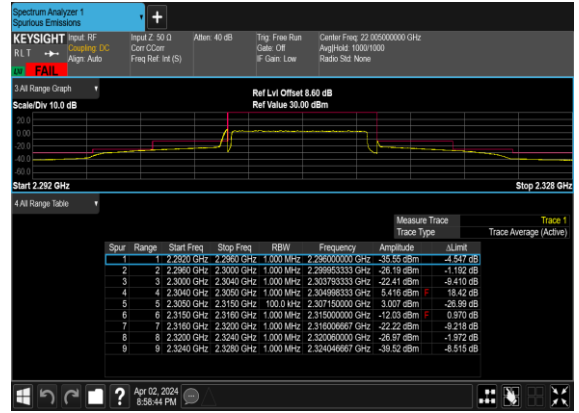 Spectrum Analyzer 1
Spurious Emissions
KEYSIGHT Input: RF Input Z: 50 Ω Atten: 40 dB Trig: Free Run Center Freq: 22.005000000 GHz
RLT Coupling: DC Corr CCorr Gate: Off Avg|Hold: 1000/1000
Align: Auto Freq Ref: Int (S) IF Gain: Low Radio Std: None
FAIL
3 All Range Graph Ref Lvl Offset 8.60 dB
Scale/Div 10.0 dB Ref Value 30.00 dBm
20.0
0.00
-20.0
-40.0
-60.0
Start 2.292 GHz Stop 2.328 GHz
4 All Range Table
Measure Trace Trace 1
Trace Type Trace Average (Active)
Spur Range Start Freq Stop Freq RBW Frequency Amplitude ΔLimit
1 1 2.2920 GHz 2.2960 GHz 1.000 MHz 2.296000000 GHz -35.55 dBm -4.547 dB
2 2 2.2960 GHz 2.3000 GHz 1.000 MHz 2.299953333 GHz -26.19 dBm -1.192 dB
3 3 2.3000 GHz 2.3040 GHz 1.000 MHz 2.303793333 GHz -22.41 dBm -9.410 dB
4 4 2.3040 GHz 2.3050 GHz 1.000 MHz 2.304998333 GHz 5.416 dBm F 18.42 dB
5 5 2.3050 GHz 2.3150 GHz 100.0 kHz 2.307150000 GHz 3.007 dBm -26.99 dB
6 6 2.3150 GHz 2.3160 GHz 1.000 MHz 2.315000000 GHz -12.03 dBm F 0.970 dB
7 7 2.3160 GHz 2.3200 GHz 1.000 MHz 2.316006667 GHz -22.22 dBm -9.218 dB
8 8 2.3200 GHz 2.3240 GHz 1.000 MHz 2.320060000 GHz -26.97 dBm -1.972 dB
9 9 2.3240 GHz 2.3280 GHz 1.000 MHz 2.324046667 GHz -39.52 dBm -8.515 dB
? Apr 02, 2024
8:58:44 PM